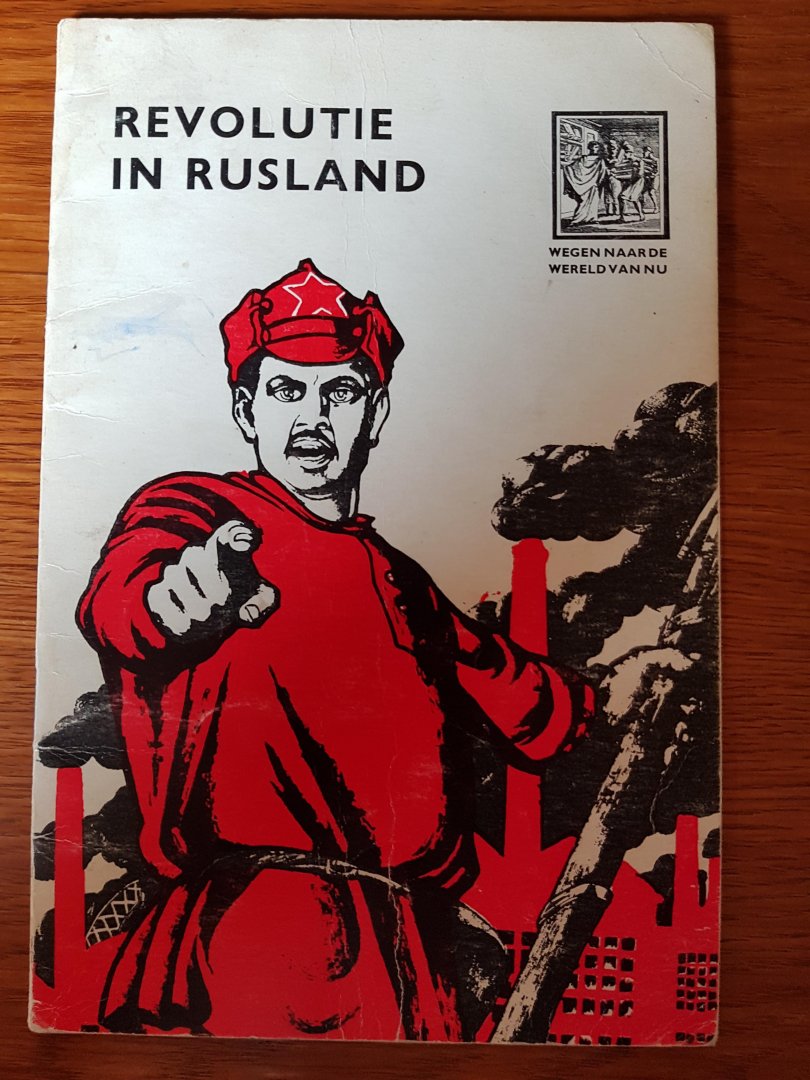 REVOLUTIE
IN RUSLAND
WEGEN NAAR DE
WERELD VAN NU